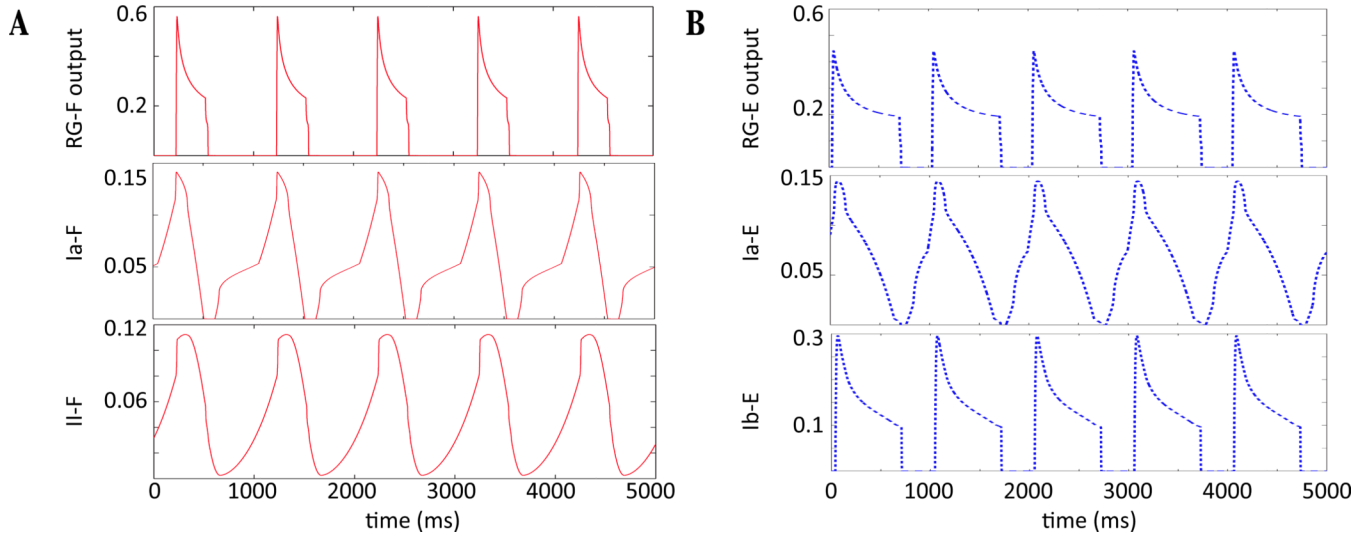 A
RG-F output
0.6
0.2
Ia-F
0.15
0.05
II-F
0.12
0.06
0 1000 2000 3000 4000 5000
time (ms)
B
RG-E output
0.6
0.2
Ia-E
0.15
0.05
Ib-E
0.3
0.1
0 1000 2000 3000 4000 5000
time (ms)